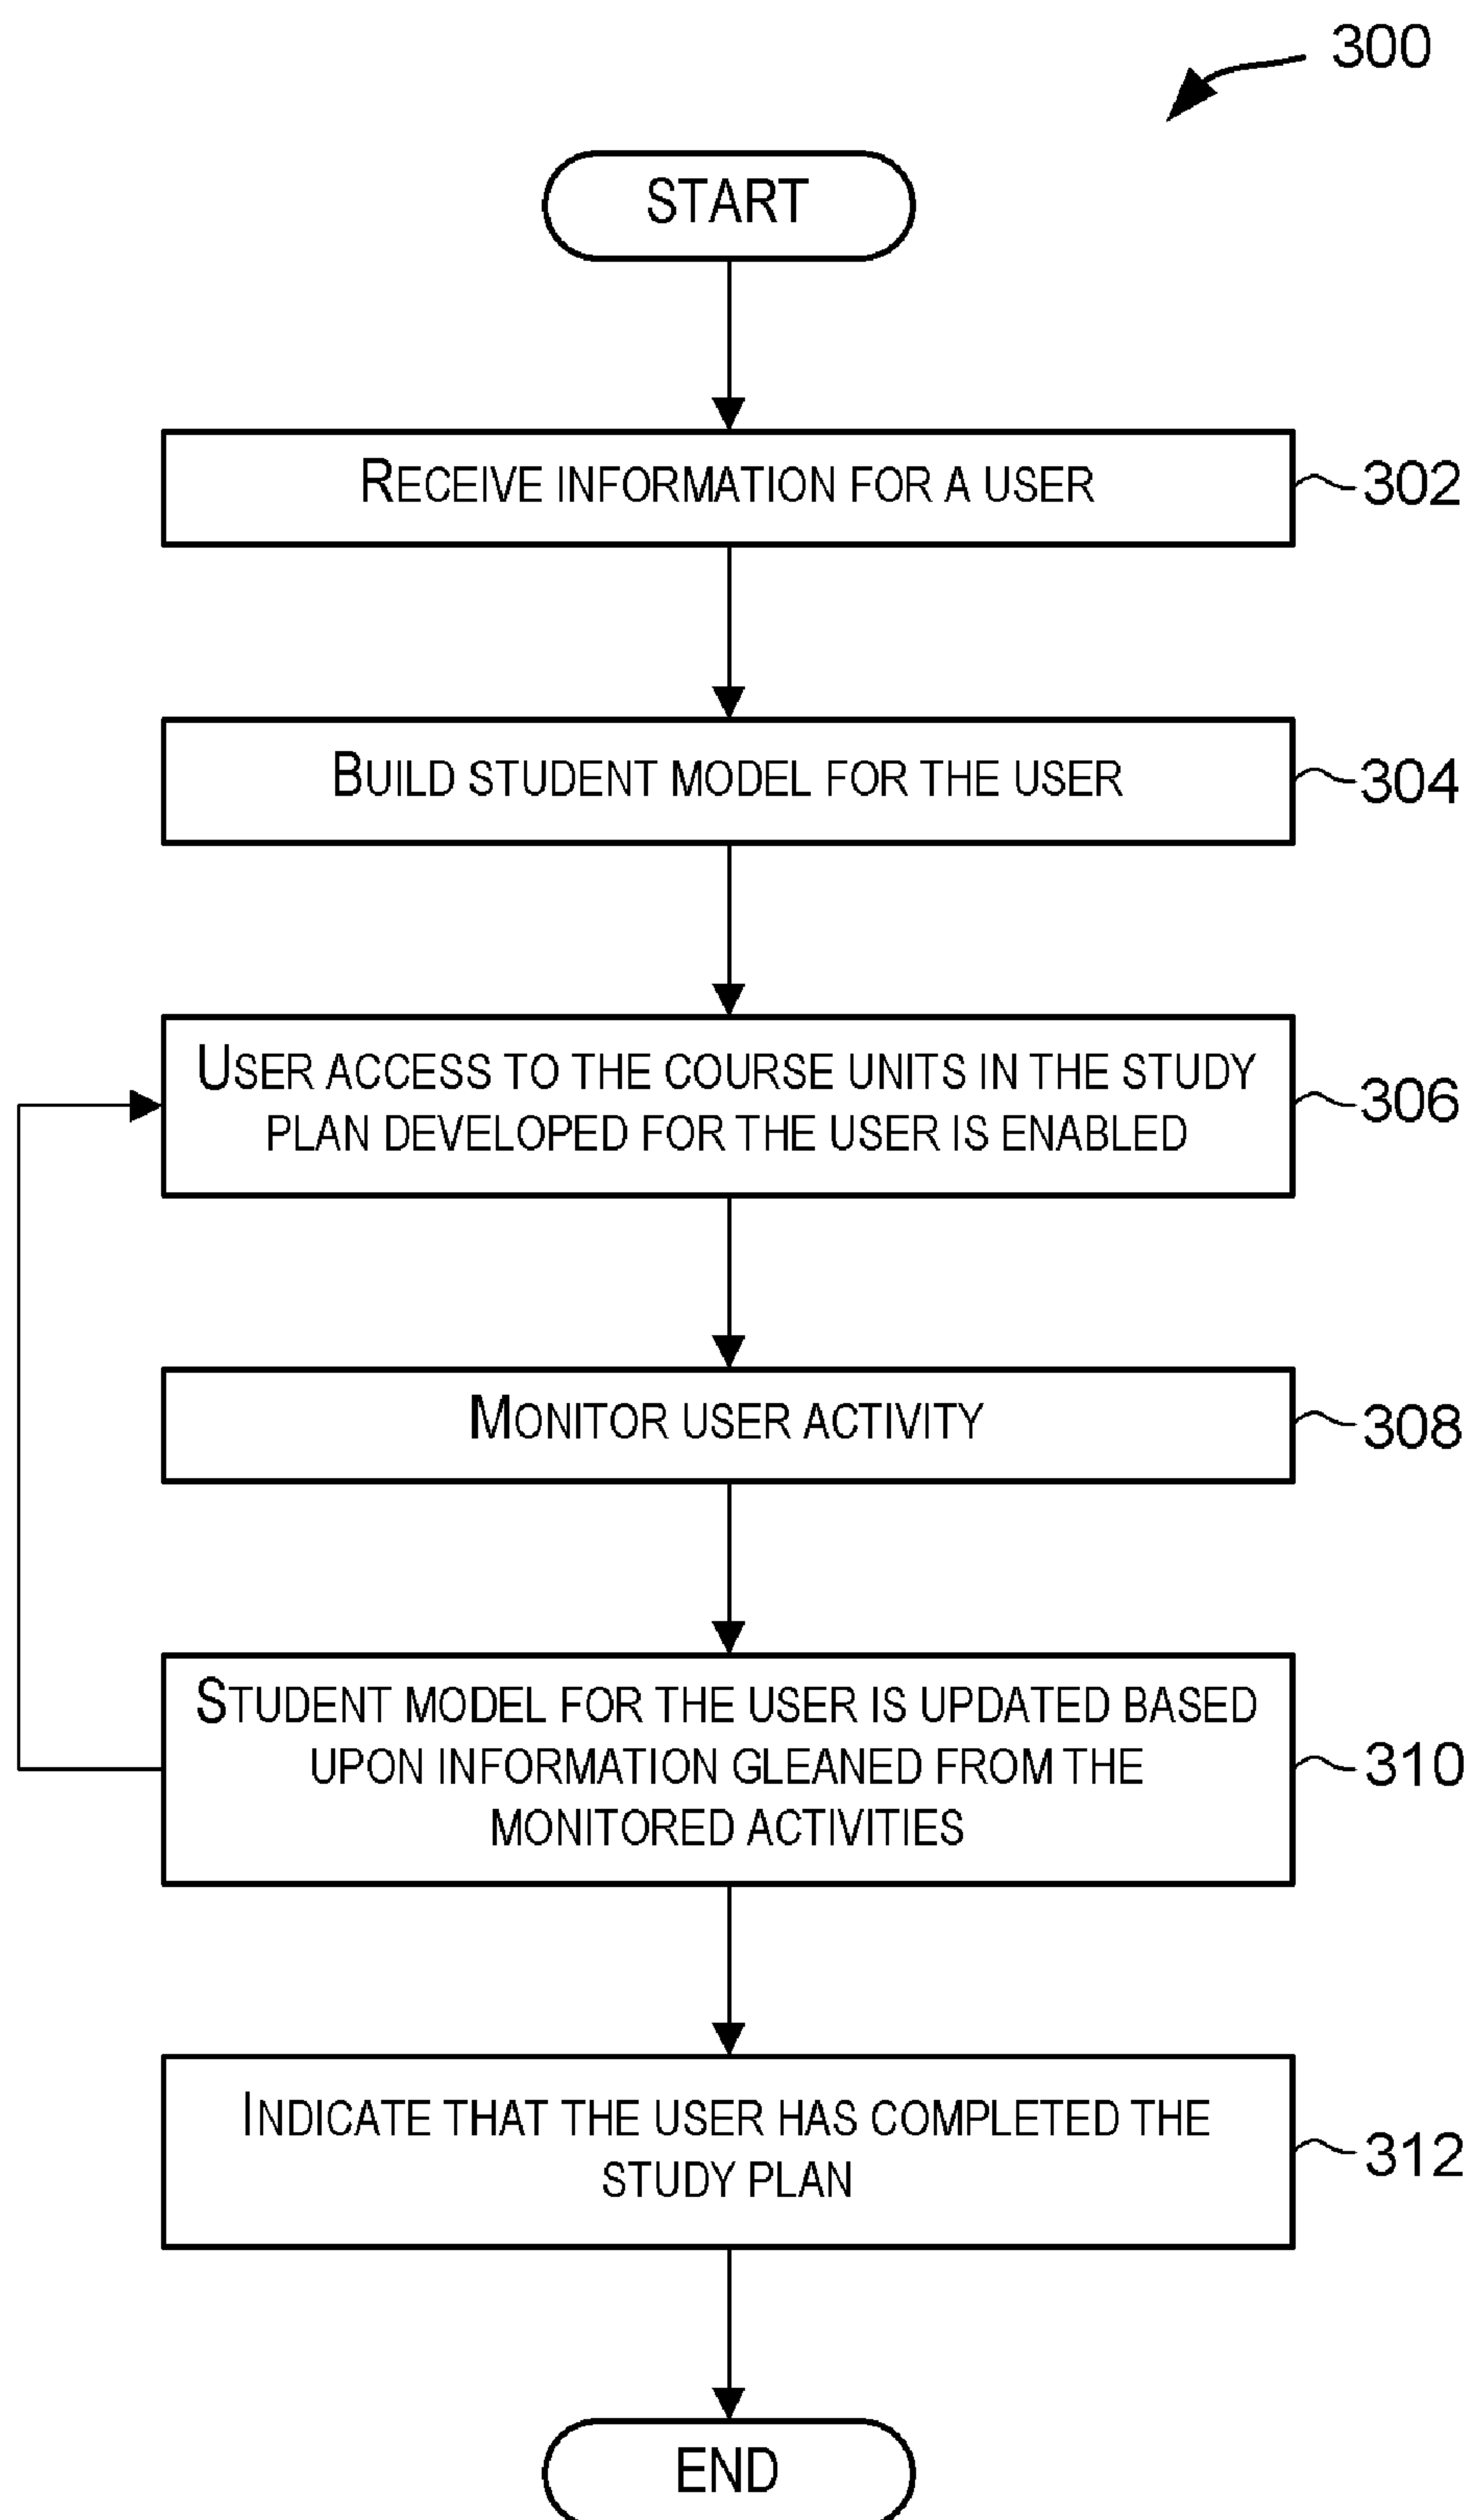 300
START
RECEIVE INFORMATION FOR A USER
302
BUILD STUDENT MODEL FOR THE USER
304
USER ACCESS TO THE COURSE UNITS IN THE STUDY
PLAN DEVELOPED FOR THE USER IS ENABLED
306
MONITOR USER ACTIVITY
308
STUDENT MODEL FOR THE USER IS UPDATED BASED
UPON INFORMATION GLEANED FROM THE
MONITORED ACTIVITIES
310
INDICATE THAT THE USER HAS COMPLETED THE
STUDY PLAN
312
END